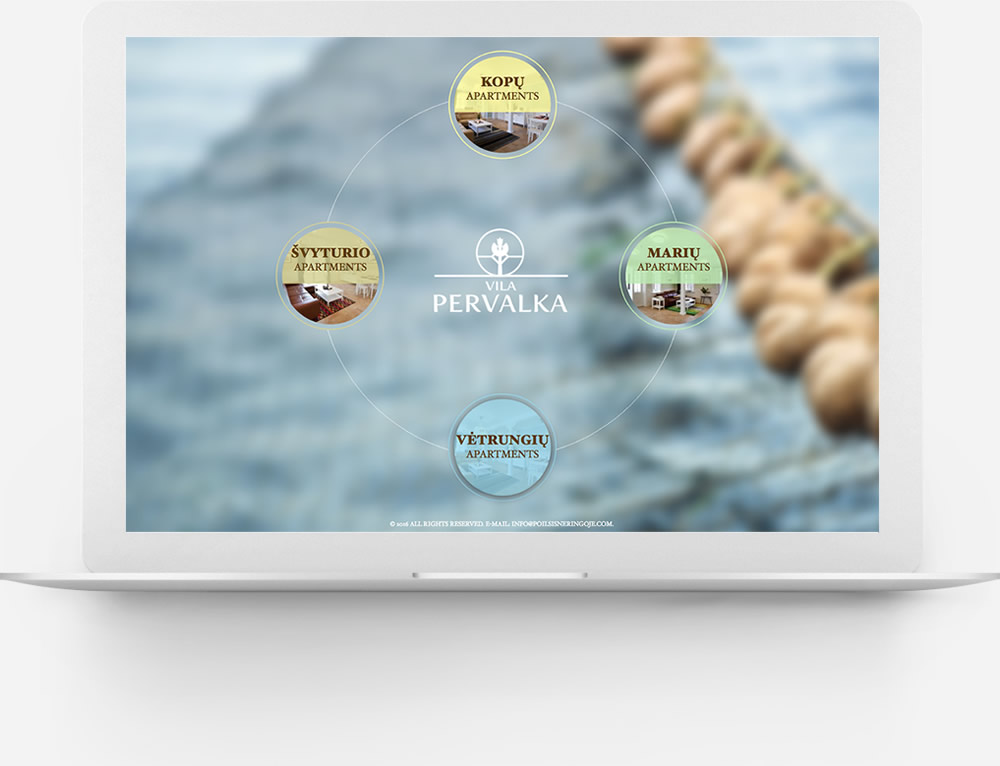 KOPŲ
APARTMENTS
ŠVYTURIO
APARTMENTS
MARIŲ
APARTMENTS
VILA
PERVALKA
VĖTRUNGIŲ
APARTMENTS
© 2016 ALL RIGHTS RESERVED. E-MAIL: INFO@POILSISNERINGOJE.COM.